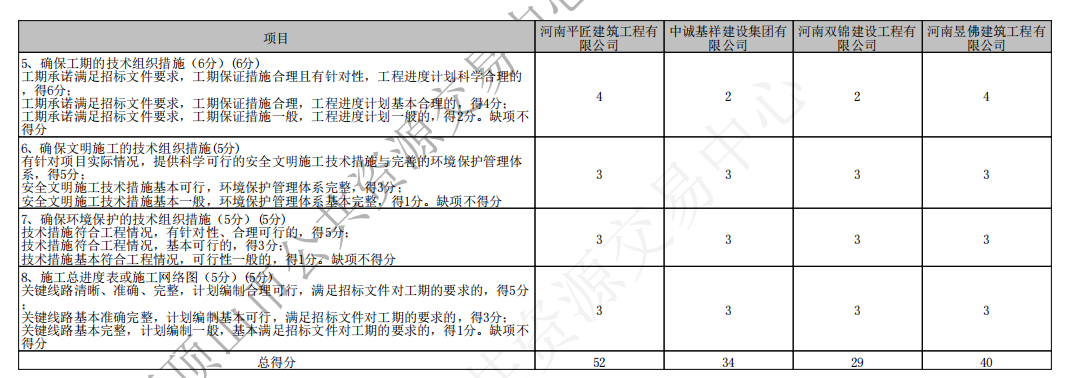 项目
河南平匠建筑工程有
限公司
中诚基祥建设集团有
限公司
河南双锦建设工程有
限公司
河南昱佛建筑工程有
限公司
5、确保工期的技术组织措施（6分）(6分)
工期承诺满足招标文件要求，工期保证措施合理且有针对性，工程进度计划科学合理的
，得6分；
工期承诺满足招标文件要求，工期保证措施合理，工程进度计划基本合理的，得4分；
工期承诺满足招标文件要求，工期保证措施一般，工程进度计划一般的，得2分。缺项不
得分
4
2
2
4
6、确保文明施工的技术组织措施(5分)
有针对项目实际情况，提供科学可行的安全文明施工技术措施与完善的环境保护管理体
系，得5分；
安全文明施工技术措施基本可行，环境保护管理体系完整，得3分；
安全文明施工技术措施基本一般，环境保护管理体系基本完整，得1分。缺项不得分
3
3
3
3
7、确保环境保护的技术组织措施（5分）(5分)
技术措施符合工程情况，有针对性、合理可行的，得5分；
技术措施符合工程情况，基本可行的，得3分；
技术措施基本符合工程情况，可行性一般的，得1分。缺项不得分
3
3
3
3
8、施工总进度表或施工网络图（5分）(5分)
关键线路清晰、准确、完整，计划编制合理可行，满足招标文件对工期的要求的，得5分
；
关键线路基本准确完整，计划编制基本可行，满足招标文件对工期的要求的，得3分；
关键线路基本完整，计划编制一般，基本满足招标文件对工期的要求的，得1分。缺项不
得分
3
3
3
3
总得分
52
34
29
40
顶山市公共资源交易中心
共资源交易中心